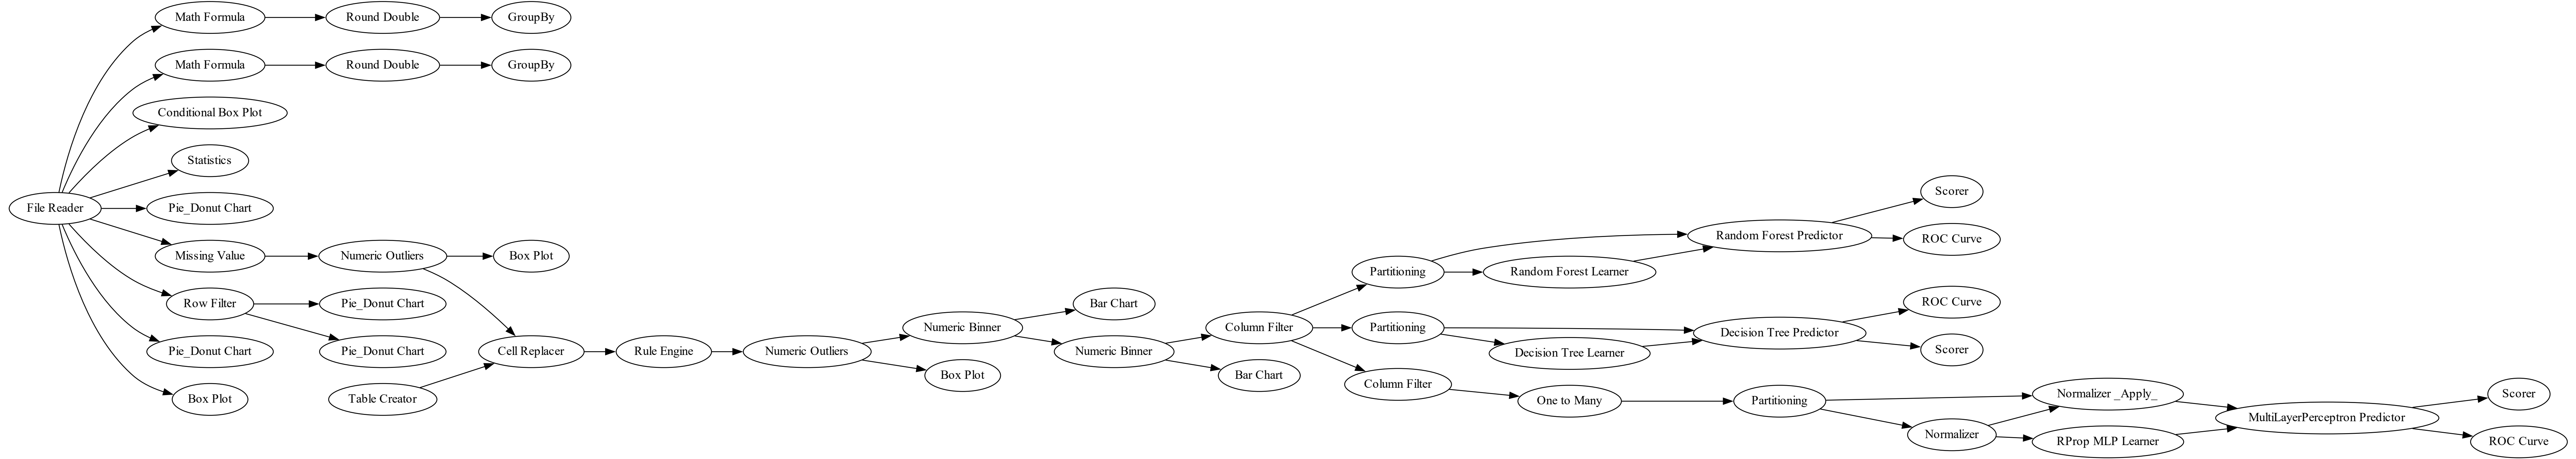 Math Formula
Round Double
GroupBy
Math Formula
Round Double
GroupBy
Conditional Box Plot
Statistics
File Reader
Pie_Donut Chart
Missing Value
Numeric Outliers
Box Plot
Row Filter
Pie_Donut Chart
Pie_Donut Chart
Pie_Donut Chart
Box Plot
Table Creator
Cell Replacer
Rule Engine
Numeric Outliers
Numeric Binner
Box Plot
Bar Chart
Numeric Binner
Bar Chart
Column Filter
Partitioning
Random Forest Learner
Random Forest Predictor
Scorer
ROC Curve
Partitioning
Decision Tree Learner
Decision Tree Predictor
ROC Curve
Scorer
Column Filter
One to Many
Partitioning
Normalizer _Apply_
Normalizer
RProp MLP Learner
MultiLayerPerceptron Predictor
Scorer
ROC Curve